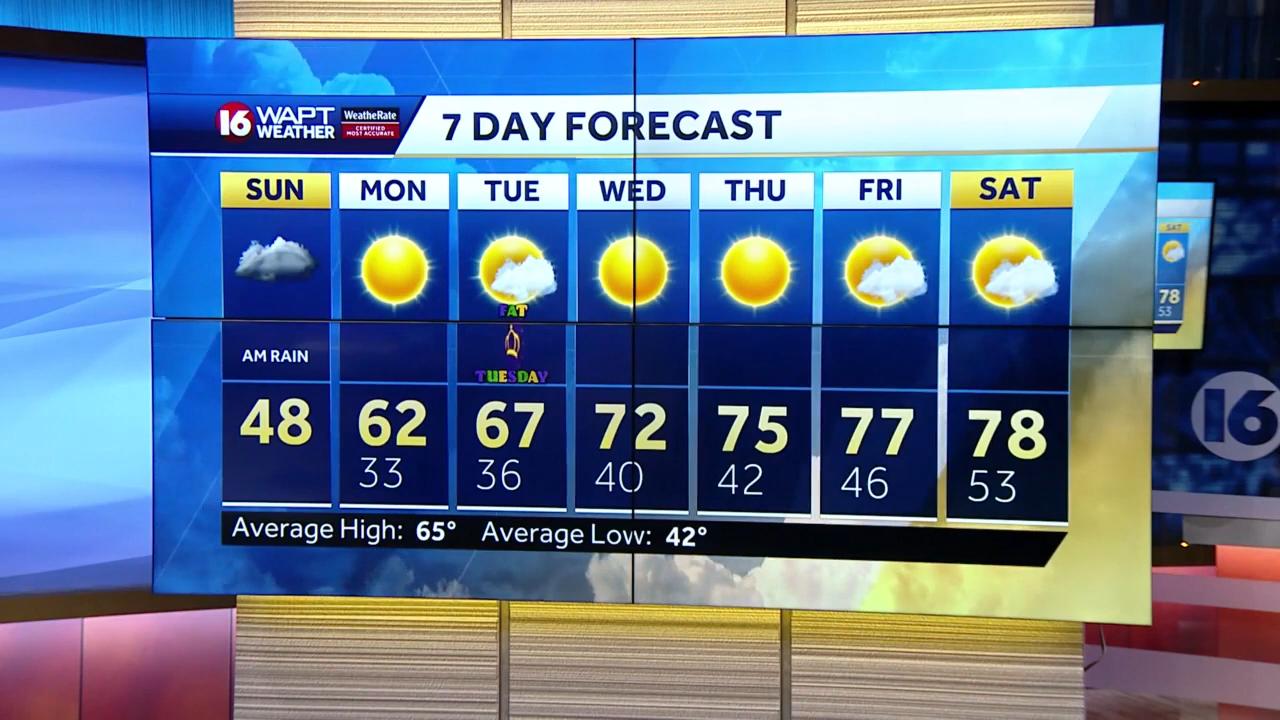 16 WAPT WEATHER
WeatheRate
CERTIFIED
MOST ACCURATE
7 DAY FORECAST
SUN MON TUE WED THU FRI SAT
FAT
TUESDAY
AM RAIN
48 62 67 72 75 77 78
33 36 40 42 46 53
Average High: 65° Average Low: 42°
SAT
78
53
16